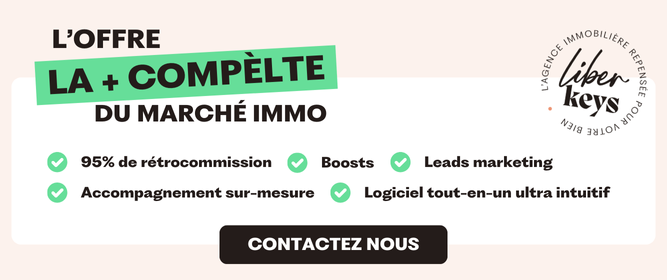 L'OFFRE
LA + COMPÈLTE
DU MARCHÉ IMMO
L'AGENCE IMMOBILIÈRE REPENSÉE POUR VOTRE BIEN
liber
keys
95% de rétrocommission Boosts Leads marketing
Accompagnement sur-mesure Logiciel tout-en-un ultra intuitif
CONTACTEZ NOUS